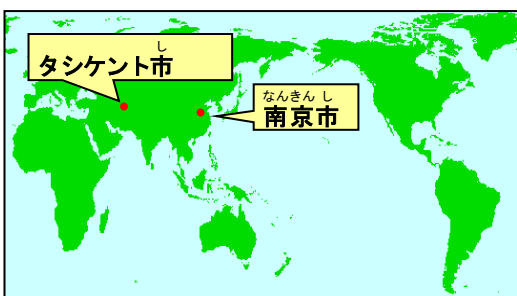 し
タシケント市
なんきん し
南京市